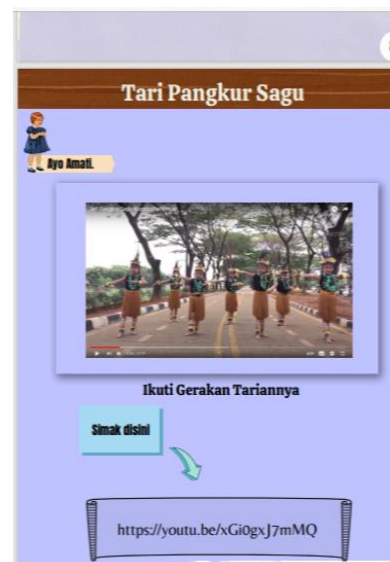 Tari Pangkur Sagu
Ayo Amati.
Ikuti Gerakan Tariannya
Simak disini
https://youtu.be/xGi0gxJ7mMQ